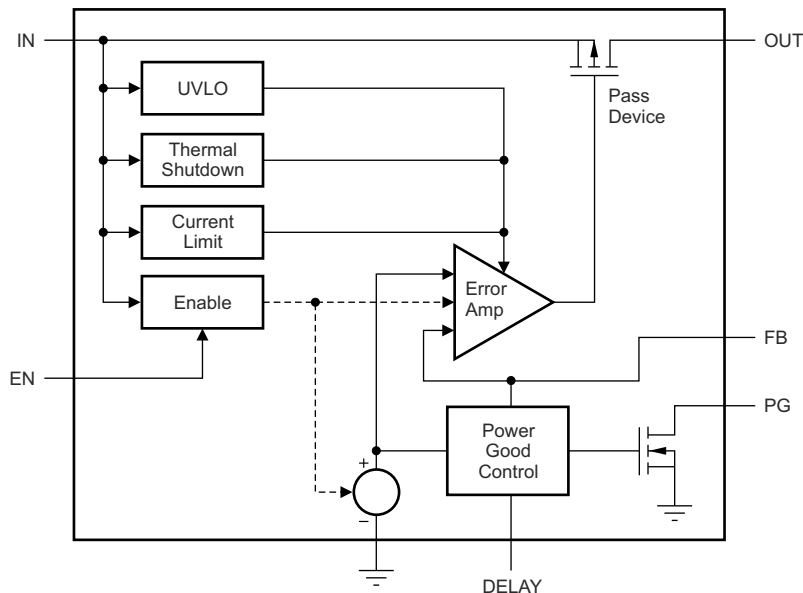 IN
OUT
UVLO
Pass
Device
Thermal
Shutdown
Current
Limit
Error
Amp
Enable
FB
EN
PG
Power
Good
Control
+
−
DELAY